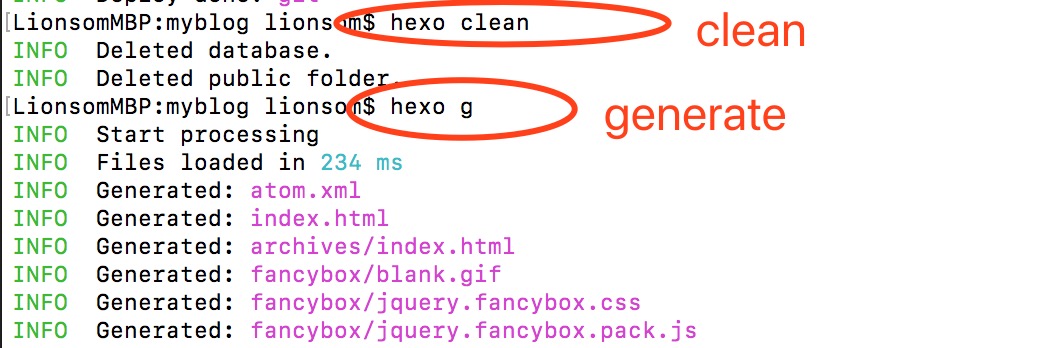 INFO Deploy done: git
[LionsomMBP:myblog lionsom$ hexo clean
clean
INFO Deleted database.
INFO Deleted public folder.
[LionsomMBP:myblog lionsom$ hexo g
generate
INFO Start processing
INFO Files loaded in 234 ms
INFO Generated: atom.xml
INFO Generated: index.html
INFO Generated: archives/index.html
INFO Generated: fancybox/blank.gif
INFO Generated: fancybox/jquery.fancybox.css
INFO Generated: fancybox/jquery.fancybox.pack.js